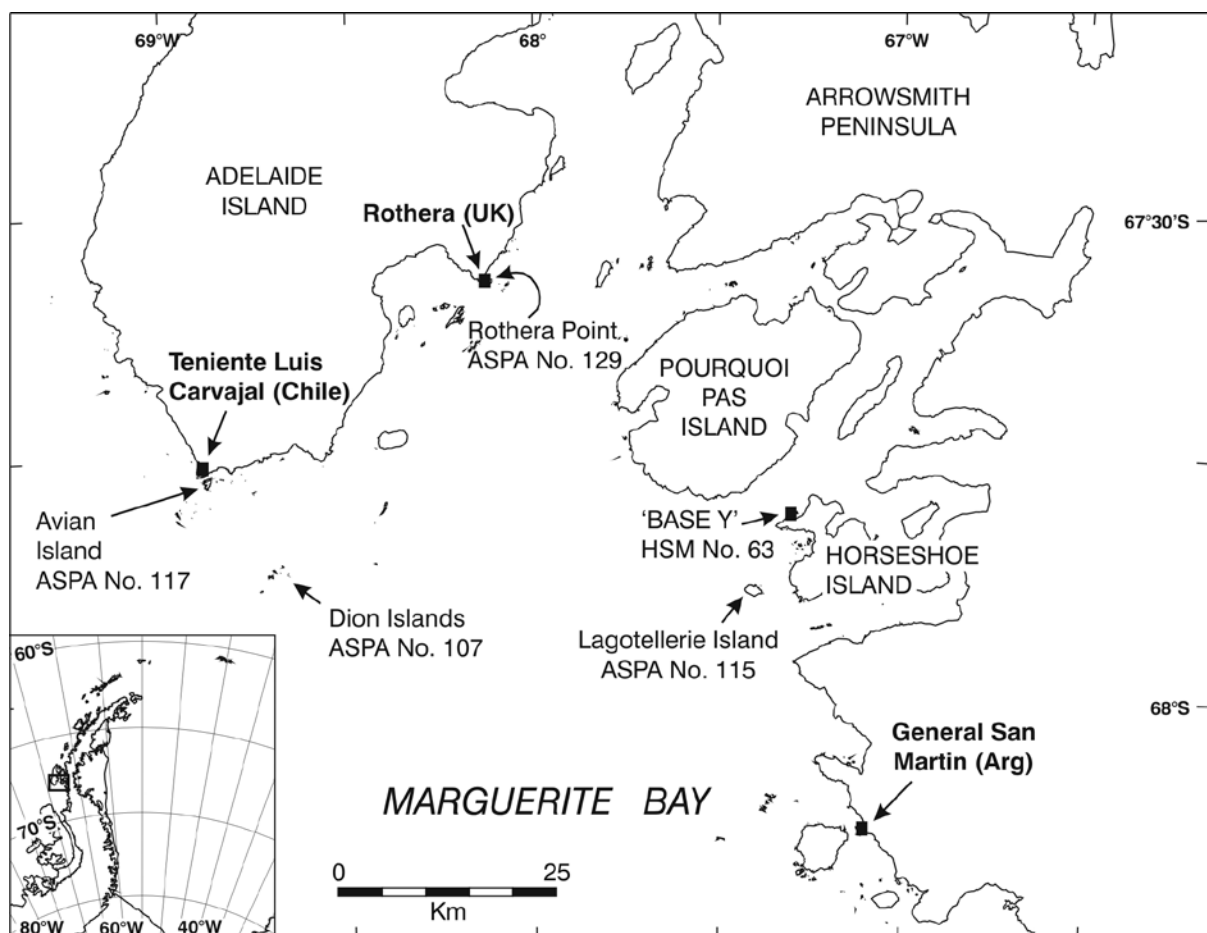 69°W
68°
67°W
ARROWSMITH
PENINSULA
ADELAIDE
ISLAND
Rothera (UK)
67°30'S
Rothera Point,
ASPA No. 129
Teniente Luis
Carvajal (Chile)
POURQUOI
PAS
ISLAND
Avian
Island
ASPA No. 117
'BASE Y'
HSM No. 63
HORSESHOE
ISLAND
Dion Islands
ASPA No. 107
Lagotellerie Island
ASPA No. 115
60°S
68°S
General San
Martin (Arg)
MARGUERITE BAY
70°S
0 25
Km
80°W 60°W 40°W